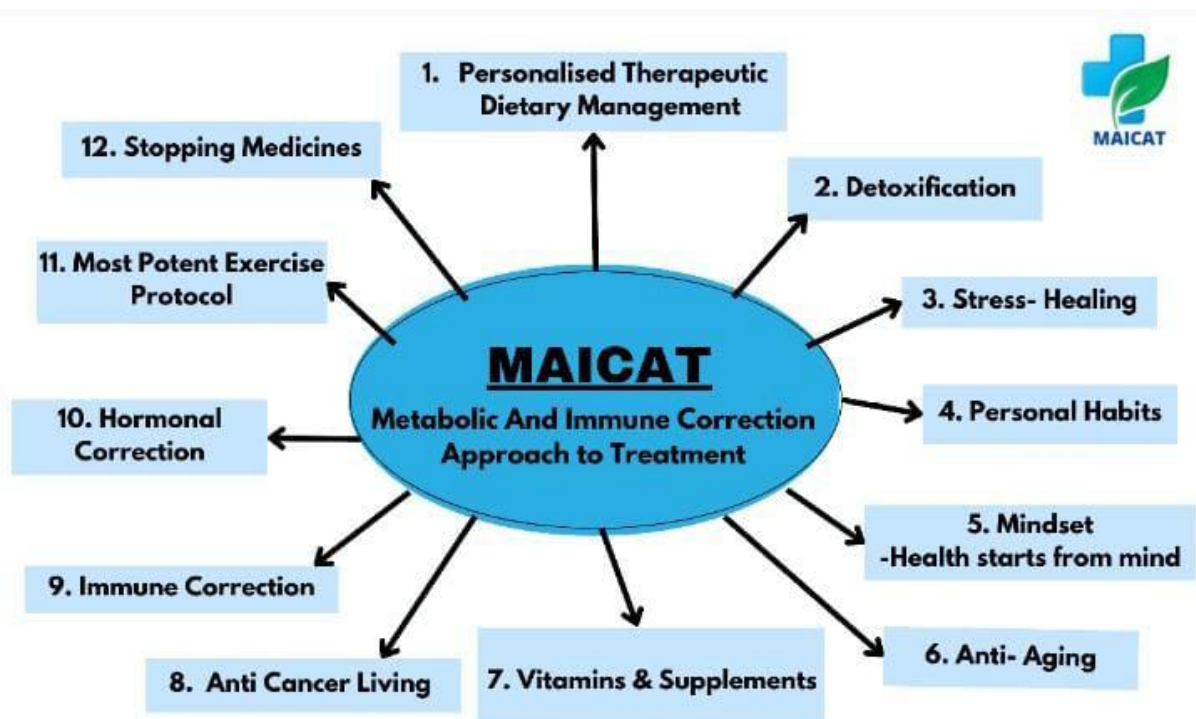 1. Personalised Therapeutic
Dietary Management
MAICAT
12. Stopping Medicines
2. Detoxification
11. Most Potent Exercise
Protocol
3. Stress- Healing
MAICAT
Metabolic And Immune Correction
Approach to Treatment
10. Hormonal
Correction
4. Personal Habits
5. Mindset
-Health starts from mind
9. Immune Correction
6. Anti- Aging
8. Anti Cancer Living
7. Vitamins & Supplements